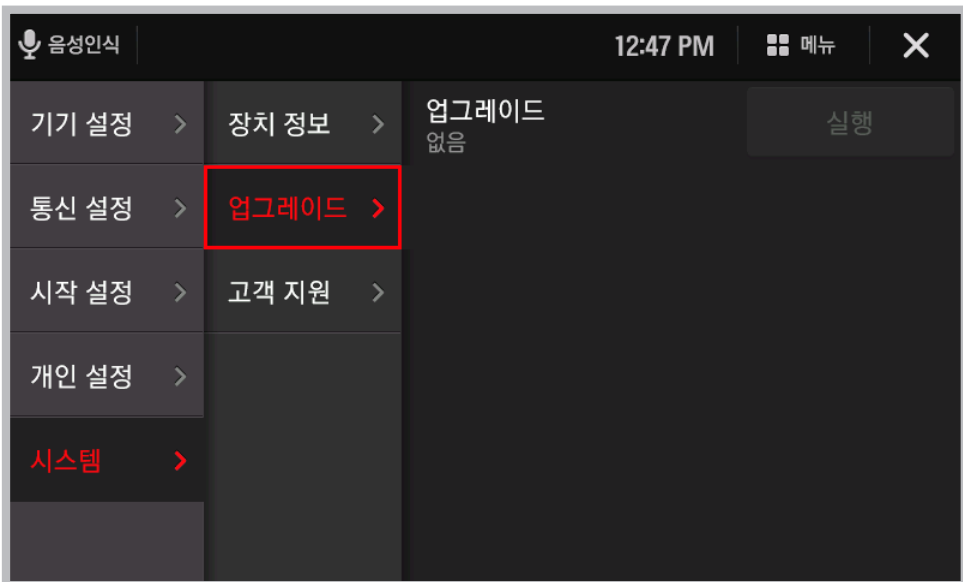 음성인식
12:47 PM
메뉴
기기 설정
통신 설정
시작 설정
개인 설정
시스템
장치 정보
업그레이드
고객 지원
업그레이드
없음
실행